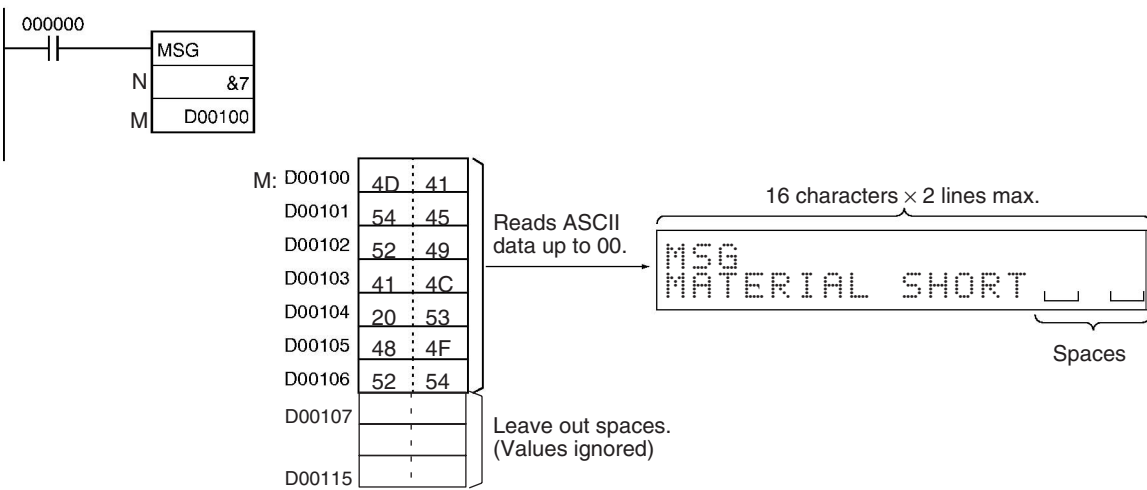 000000
MSG
N &7
M D00100
M: D00100 4D 41
D00101 54 45
D00102 52 49
D00103 41 4C
D00104 20 53
D00105 48 4F
D00106 52 54
D00107
D00115
Reads ASCII
data up to 00.
Leave out spaces.
(Values ignored)
16 characters × 2 lines max.
MSG
MATERIAL SHORT
Spaces